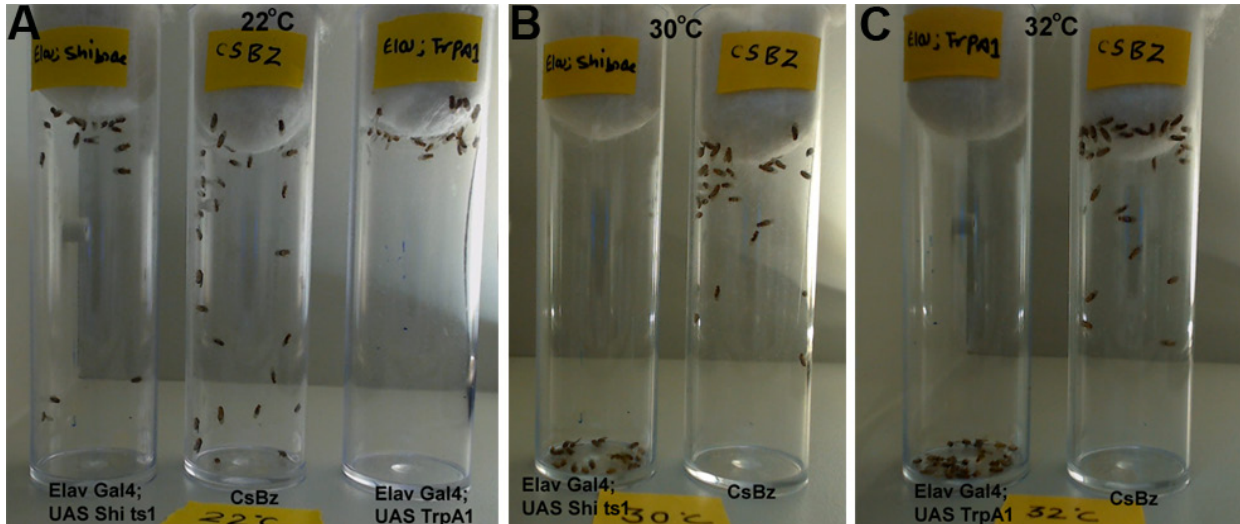 A
22°C
Elav; Shibire
CSBZ
Elav; TrPA1
Elav Gal4;
UAS Shi ts1
CsBz
Elav Gal4;
UAS TrpA1
22°C
B
30°C
Elav; Shibire
CSBZ
Elav Gal4;
UAS Shi ts1
CsBz
30°C
C
32°C
Elav; TrPA1
CSBZ
Elav Gal4;
UAS TrpA1
CsBz
32°C